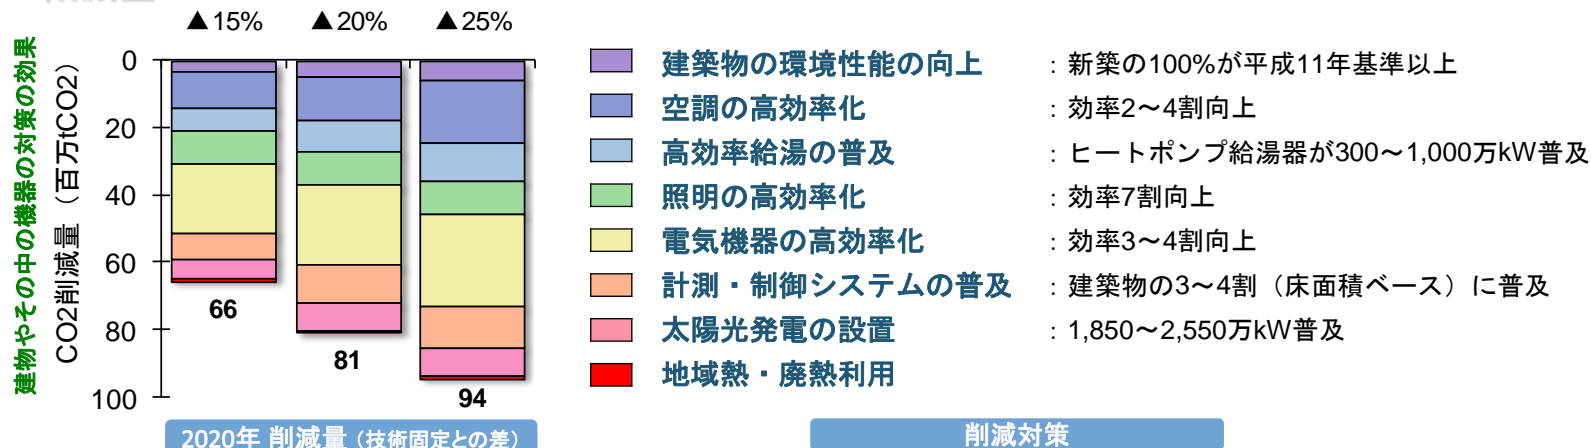 ▲15% ▲20% ▲25%
建物やその中の機器の対策の効果
CO2削減量（百万tCO2）
0
20
40
60
80
100
66
81
94
2020年 削減量（技術固定との差）
建築物の環境性能の向上 ：新築の100%が平成11年基準以上
空調の高効率化 ：効率2～4割向上
高効率給湯の普及 ：ヒートポンプ給湯器が300～1,000万kW普及
照明の高効率化 ：効率7割向上
電気機器の高効率化 ：効率3～4割向上
計測・制御システムの普及 ：建築物の3～4割（床面積ベース）に普及
太陽光発電の設置 ：1,850～2,550万kW普及
地域熱・廃熱利用
削減対策